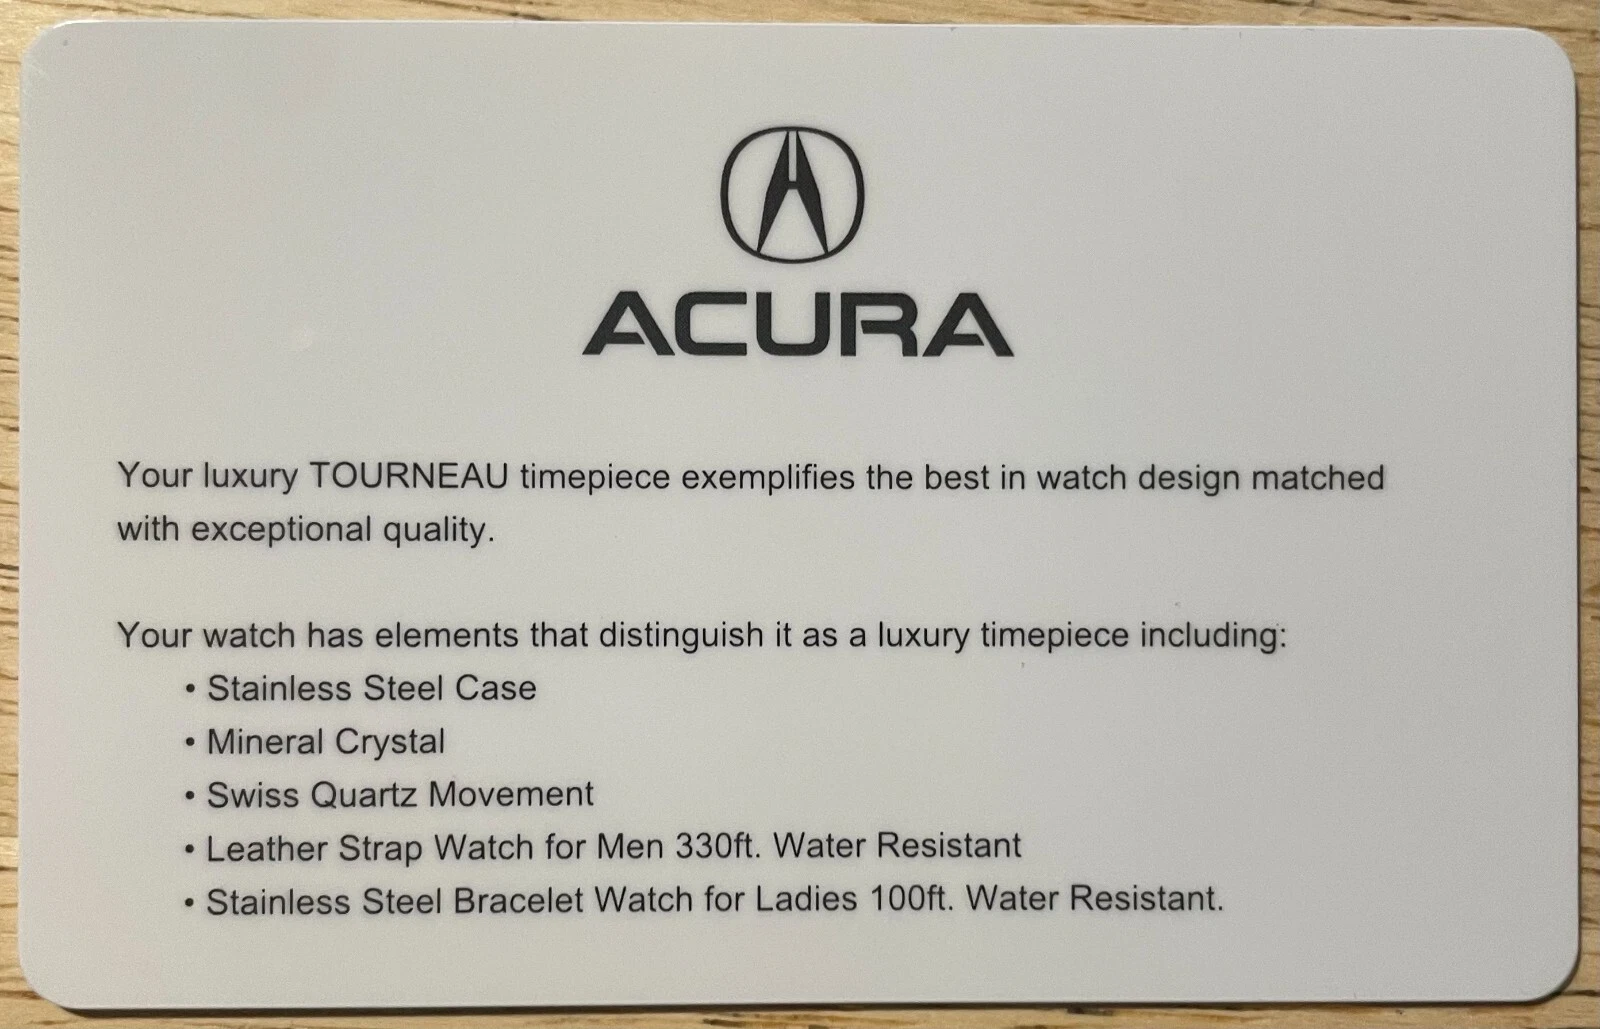 ACURA
Your luxury TOURNEAU timepiece exemplifies the best in watch design matched
with exceptional quality.
Your watch has elements that distinguish it as a luxury timepiece including:
• Stainless Steel Case
• Mineral Crystal
• Swiss Quartz Movement
• Leather Strap Watch for Men 330ft. Water Resistant
• Stainless Steel Bracelet Watch for Ladies 100ft. Water Resistant.